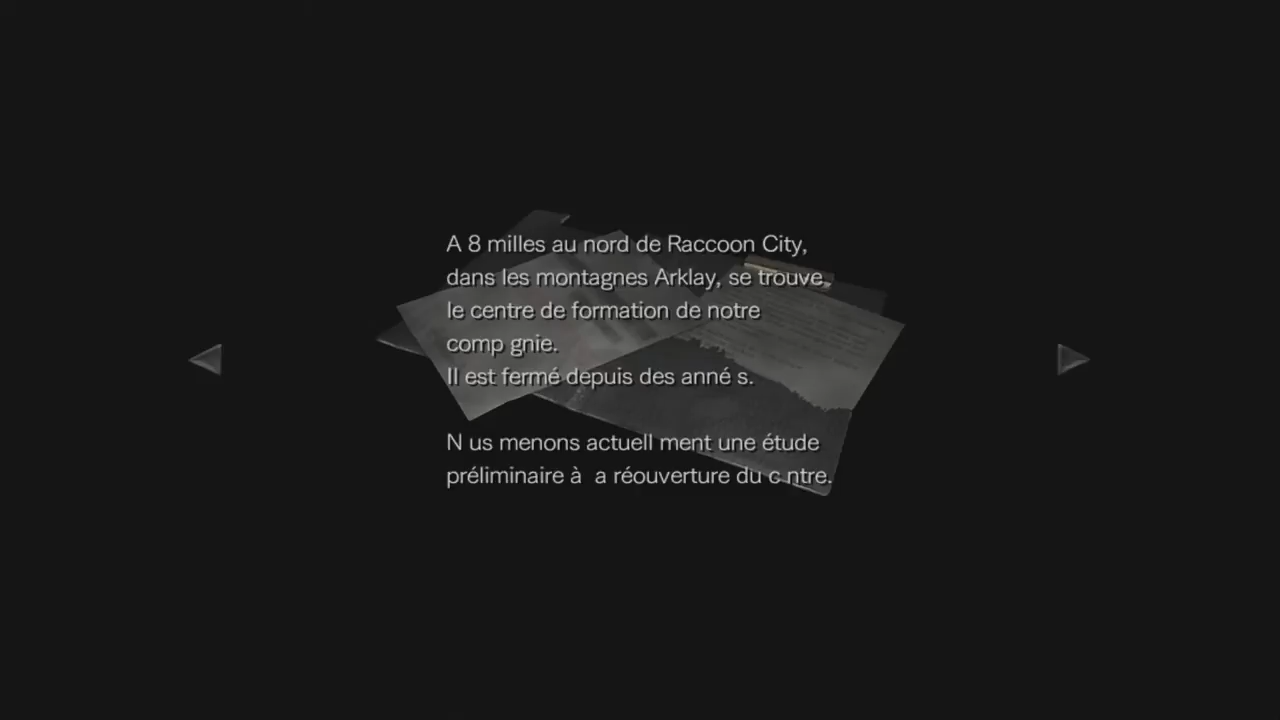 A 8 milles au nord de Raccoon City,
dans les montagnes Arklay, se trouve
le centre de formation de notre
comp gnie.
Il est fermé depuis des anné s.
N us menons actuell ment une étude
préliminaire à  a réouverture du c ntre.